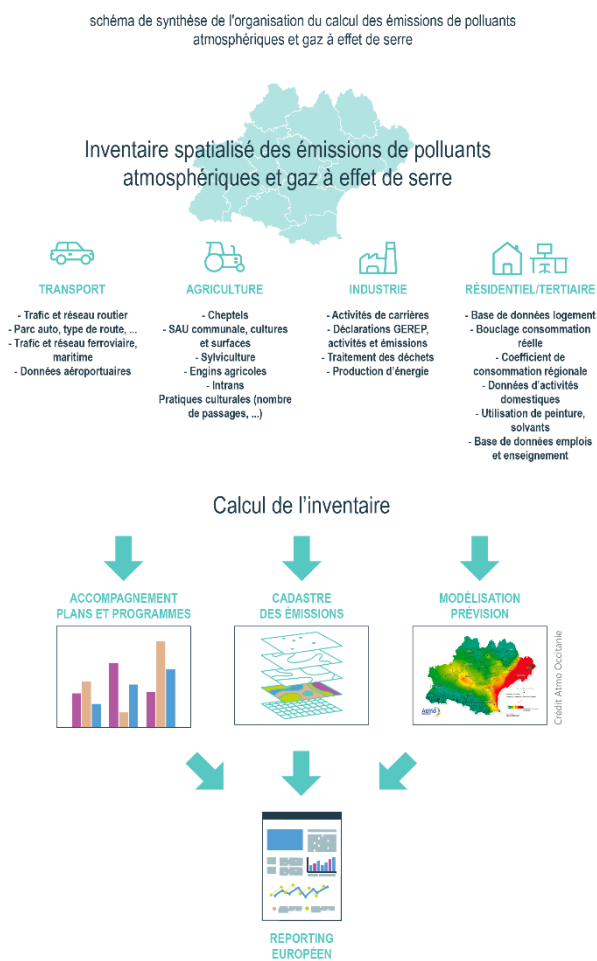 schéma de synthèse de l'organisation du calcul des émissions de polluants
atmosphériques et gaz à effet de serre
Inventaire spatialisé des émissions de polluants
atmosphériques et gaz à effet de serre
TRANSPORT
- Trafic et réseau routier
- Parc auto, type de route, ...
- Trafic et réseau ferroviaire,
maritime
- Données aéroportuaires
AGRICULTURE
- Cheptels
- SAU communale, cultures
et surfaces
- Sylviculture
- Engins agricoles
- Intrans
Pratiques culturales (nombre
de passages, ...)
INDUSTRIE
- Activités de carrières
- Déclarations GEREP,
activités et émissions
- Traitement des déchets
- Production d'énergie
RÉSIDENTIEL/TERTIAIRE
- Base de données logement
- Bouclage consommation
réelle
- Coefficient de
consommation régionale
- Données d'activités
domestiques
- Utilisation de peinture,
solvants
- Base de données emplois
et enseignement
Calcul de l'inventaire
ACCOMPAGNEMENT
PLANS ET PROGRAMMES
CADASTRE
DES ÉMISSIONS
MODÉLISATION
PRÉVISION
Atmo
Crédit Atmo Occitanie
REPORTING
EUROPÉEN